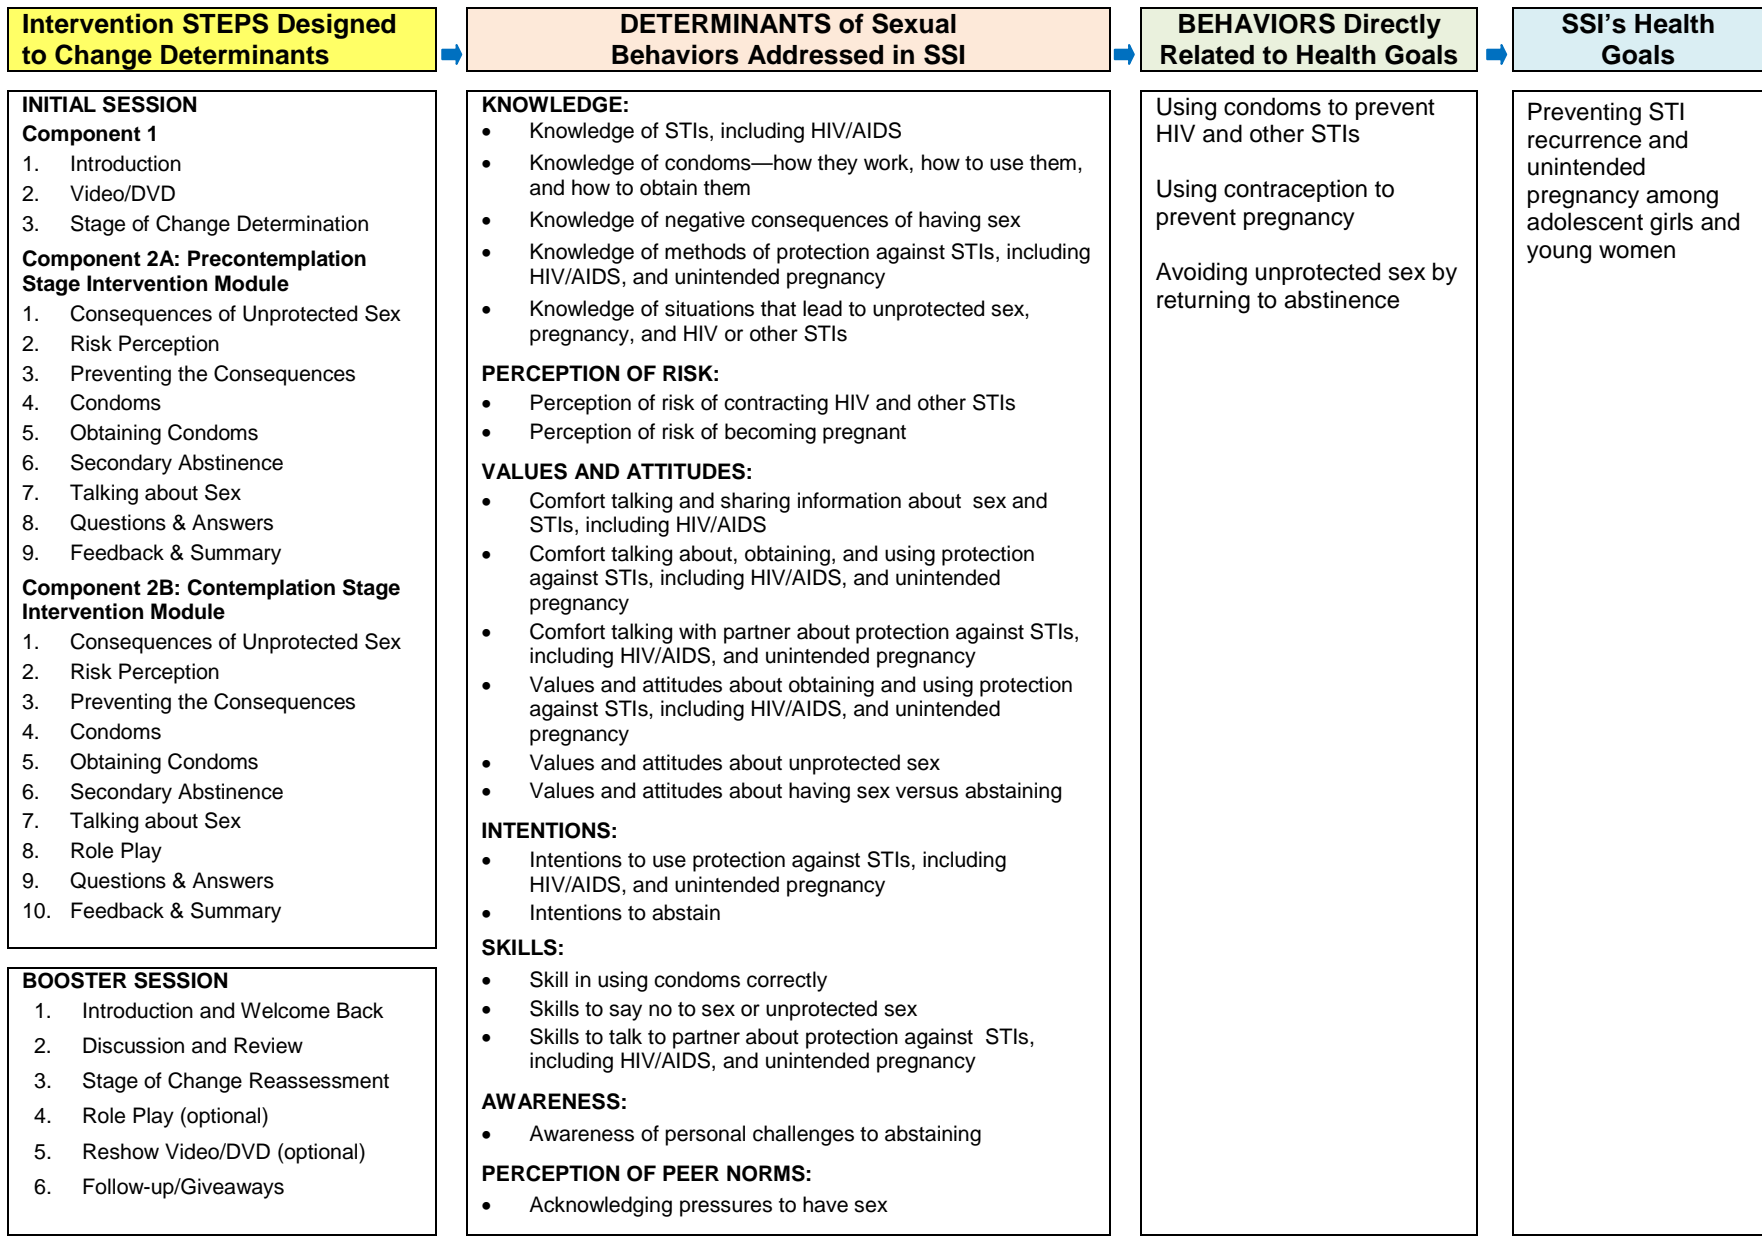 Intervention STEPS Designed
to Change Determinants
DETERMINANTS of Sexual
Behaviors Addressed in SSI
BEHAVIORS Directly
Related to Health Goals
SSI’s Health
Goals
INITIAL SESSION
Component 1
1. Introduction
2. Video/DVD
3. Stage of Change Determination
Component 2A: Precontemplation
Stage Intervention Module
1. Consequences of Unprotected Sex
2. Risk Perception
3. Preventing the Consequences
4. Condoms
5. Obtaining Condoms
6. Secondary Abstinence
7. Talking about Sex
8. Questions & Answers
9. Feedback & Summary
Component 2B: Contemplation Stage
Intervention Module
1. Consequences of Unprotected Sex
2. Risk Perception
3. Preventing the Consequences
4. Condoms
5. Obtaining Condoms
6. Secondary Abstinence
7. Talking about Sex
8. Role Play
9. Questions & Answers
10. Feedback & Summary
BOOSTER SESSION
1. Introduction and Welcome Back
2. Discussion and Review
3. Stage of Change Reassessment
4. Role Play (optional)
5. Reshow Video/DVD (optional)
6. Follow-up/Giveaways
KNOWLEDGE:
• Knowledge of STIs, including HIV/AIDS
• Knowledge of condoms—how they work, how to use them,
and how to obtain them
• Knowledge of negative consequences of having sex
• Knowledge of methods of protection against STIs, including
HIV/AIDS, and unintended pregnancy
• Knowledge of situations that lead to unprotected sex,
pregnancy, and HIV or other STIs
PERCEPTION OF RISK:
• Perception of risk of contracting HIV and other STIs
• Perception of risk of becoming pregnant
VALUES AND ATTITUDES:
• Comfort talking and sharing information about sex and
STIs, including HIV/AIDS
• Comfort talking about, obtaining, and using protection
against STIs, including HIV/AIDS, and unintended
pregnancy
• Comfort talking with partner about protection against STIs,
including HIV/AIDS, and unintended pregnancy
• Values and attitudes about obtaining and using protection
against STIs, including HIV/AIDS, and unintended
pregnancy
• Values and attitudes about unprotected sex
• Values and attitudes about having sex versus abstaining
INTENTIONS:
• Intentions to use protection against STIs, including
HIV/AIDS, and unintended pregnancy
• Intentions to abstain
SKILLS:
• Skill in using condoms correctly
• Skills to say no to sex or unprotected sex
• Skills to talk to partner about protection against STIs,
including HIV/AIDS, and unintended pregnancy
AWARENESS:
• Awareness of personal challenges to abstaining
PERCEPTION OF PEER NORMS:
• Acknowledging pressures to have sex
Using condoms to prevent
HIV and other STIs
Using contraception to
prevent pregnancy
Avoiding unprotected sex by
returning to abstinence
Preventing STI
recurrence and
unintended
pregnancy among
adolescent girls and
young women